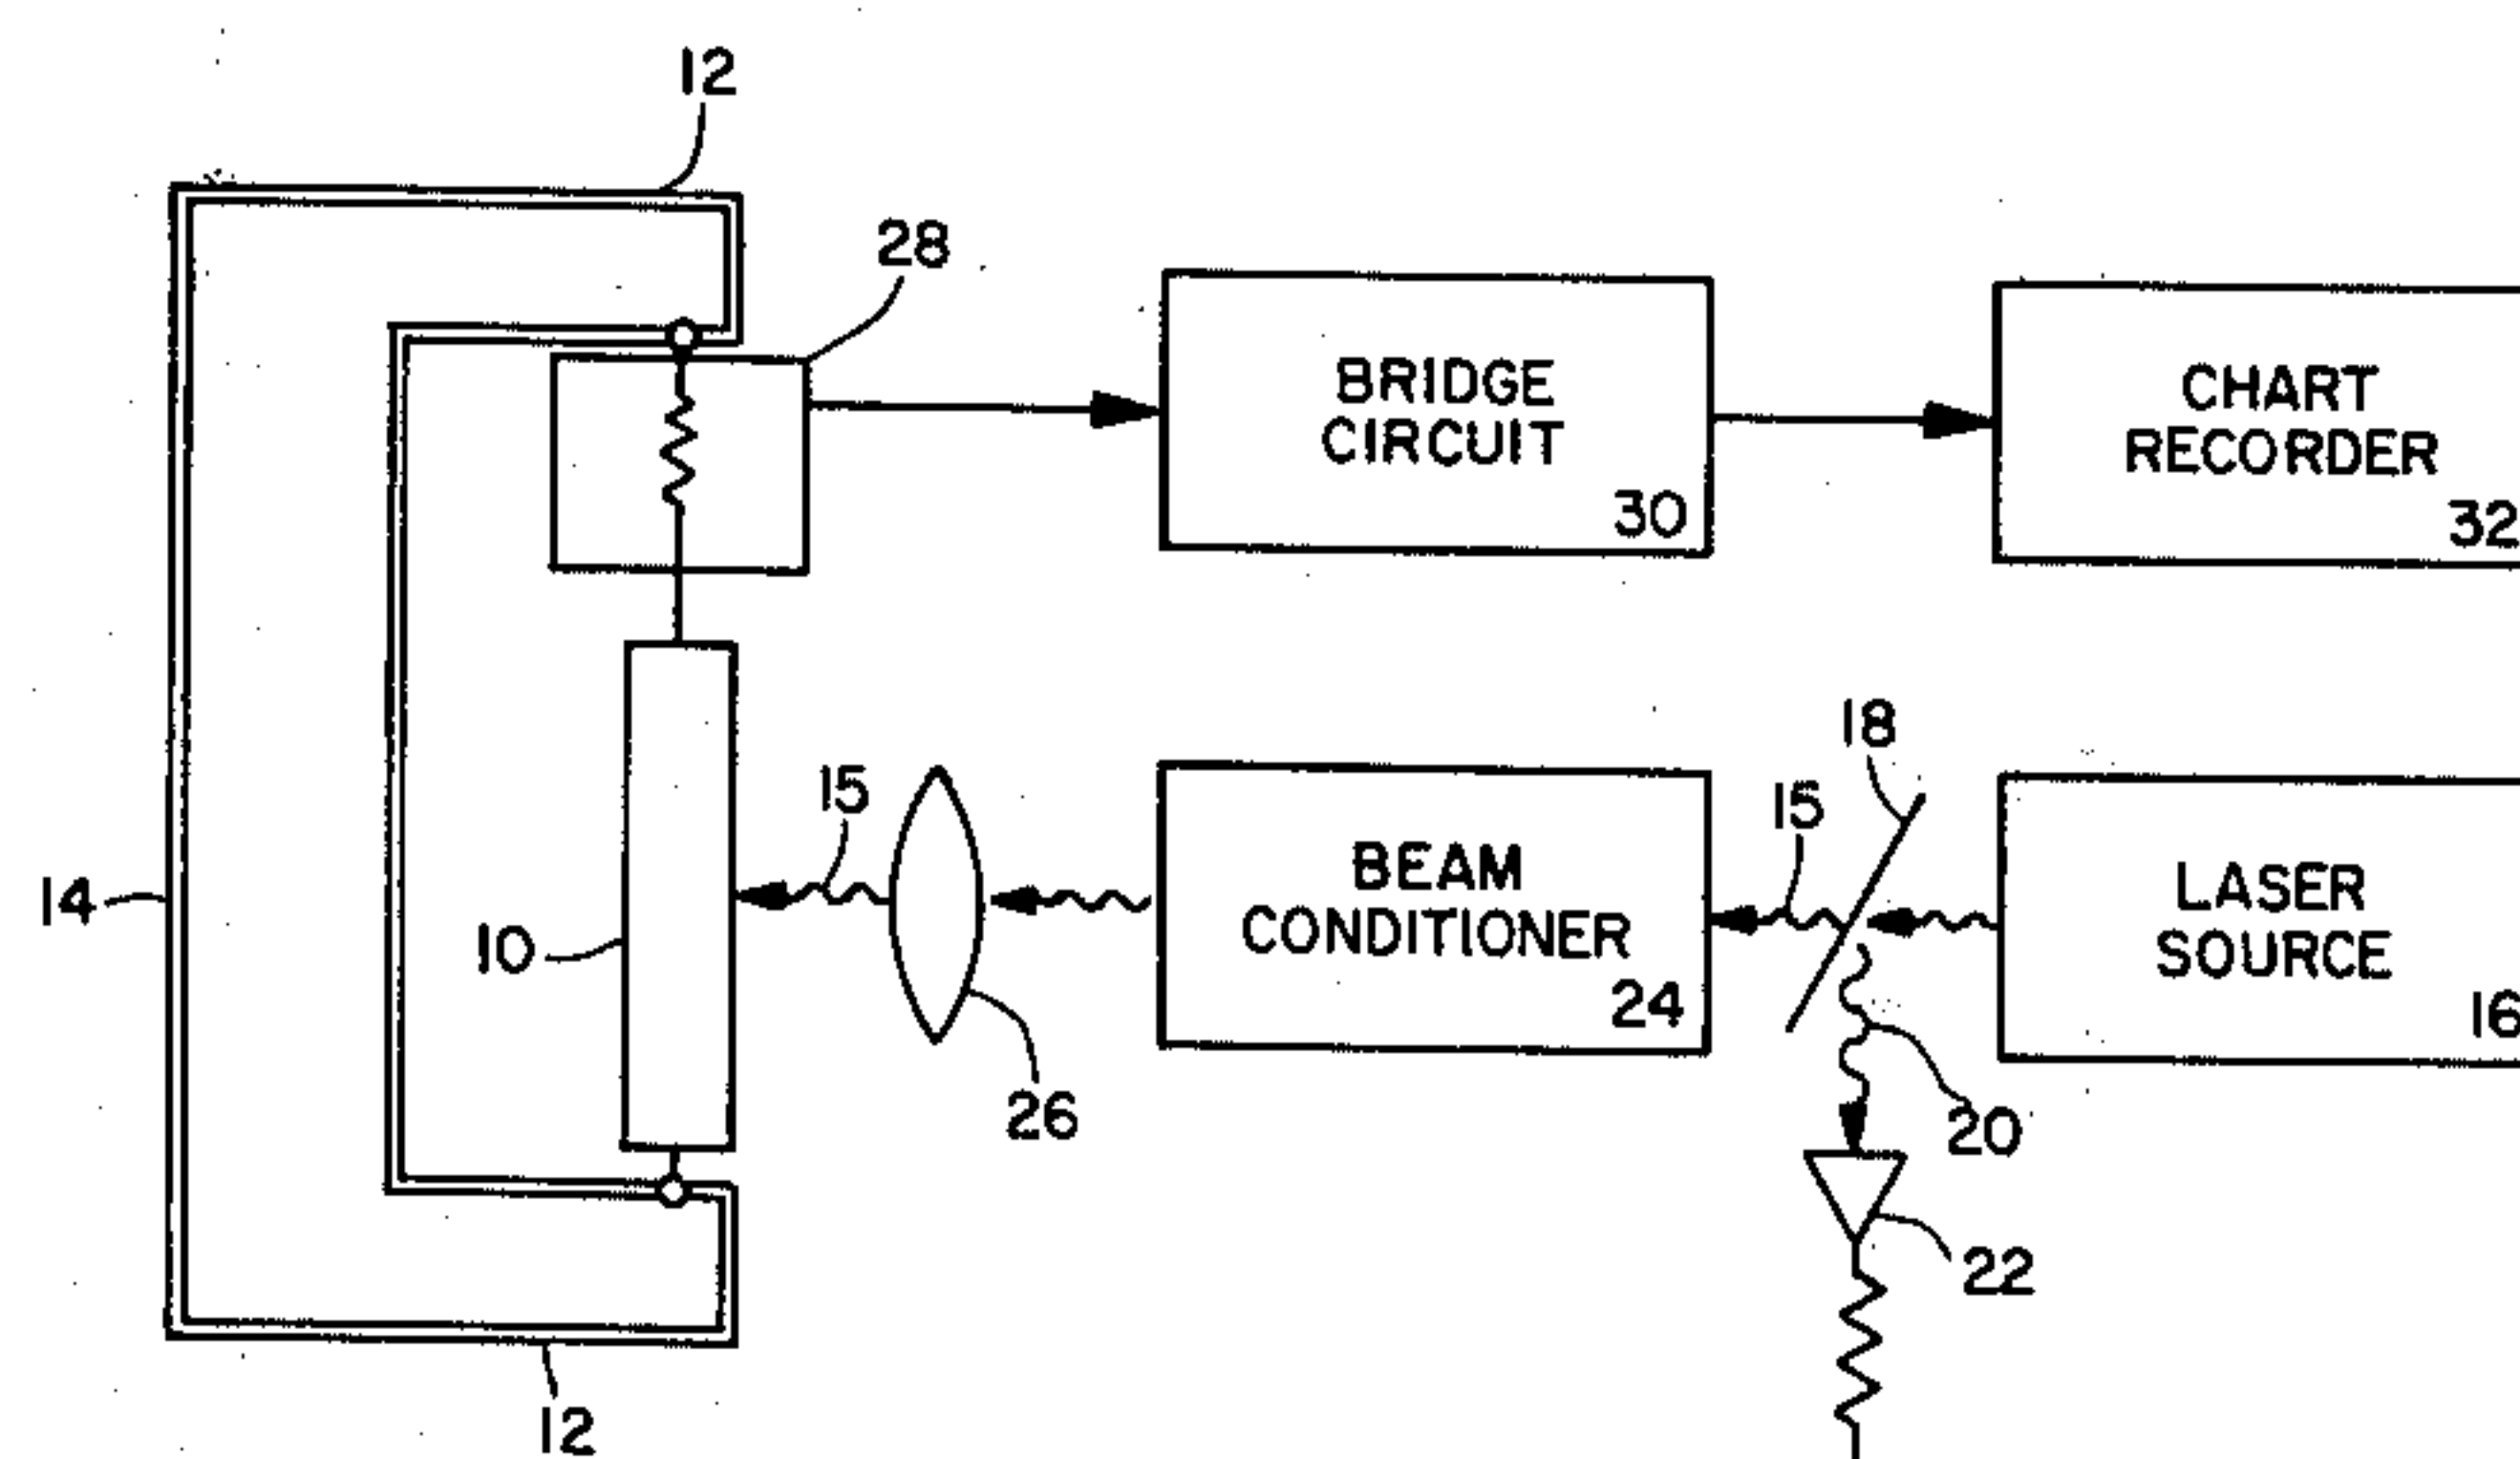 12
28
BRIDGE
CIRCUIT
30
CHART
RECORDER
32
18
15
15
14
10
BEAM
CONDITIONER
24
LASER
SOURCE
16
26
20
22
12